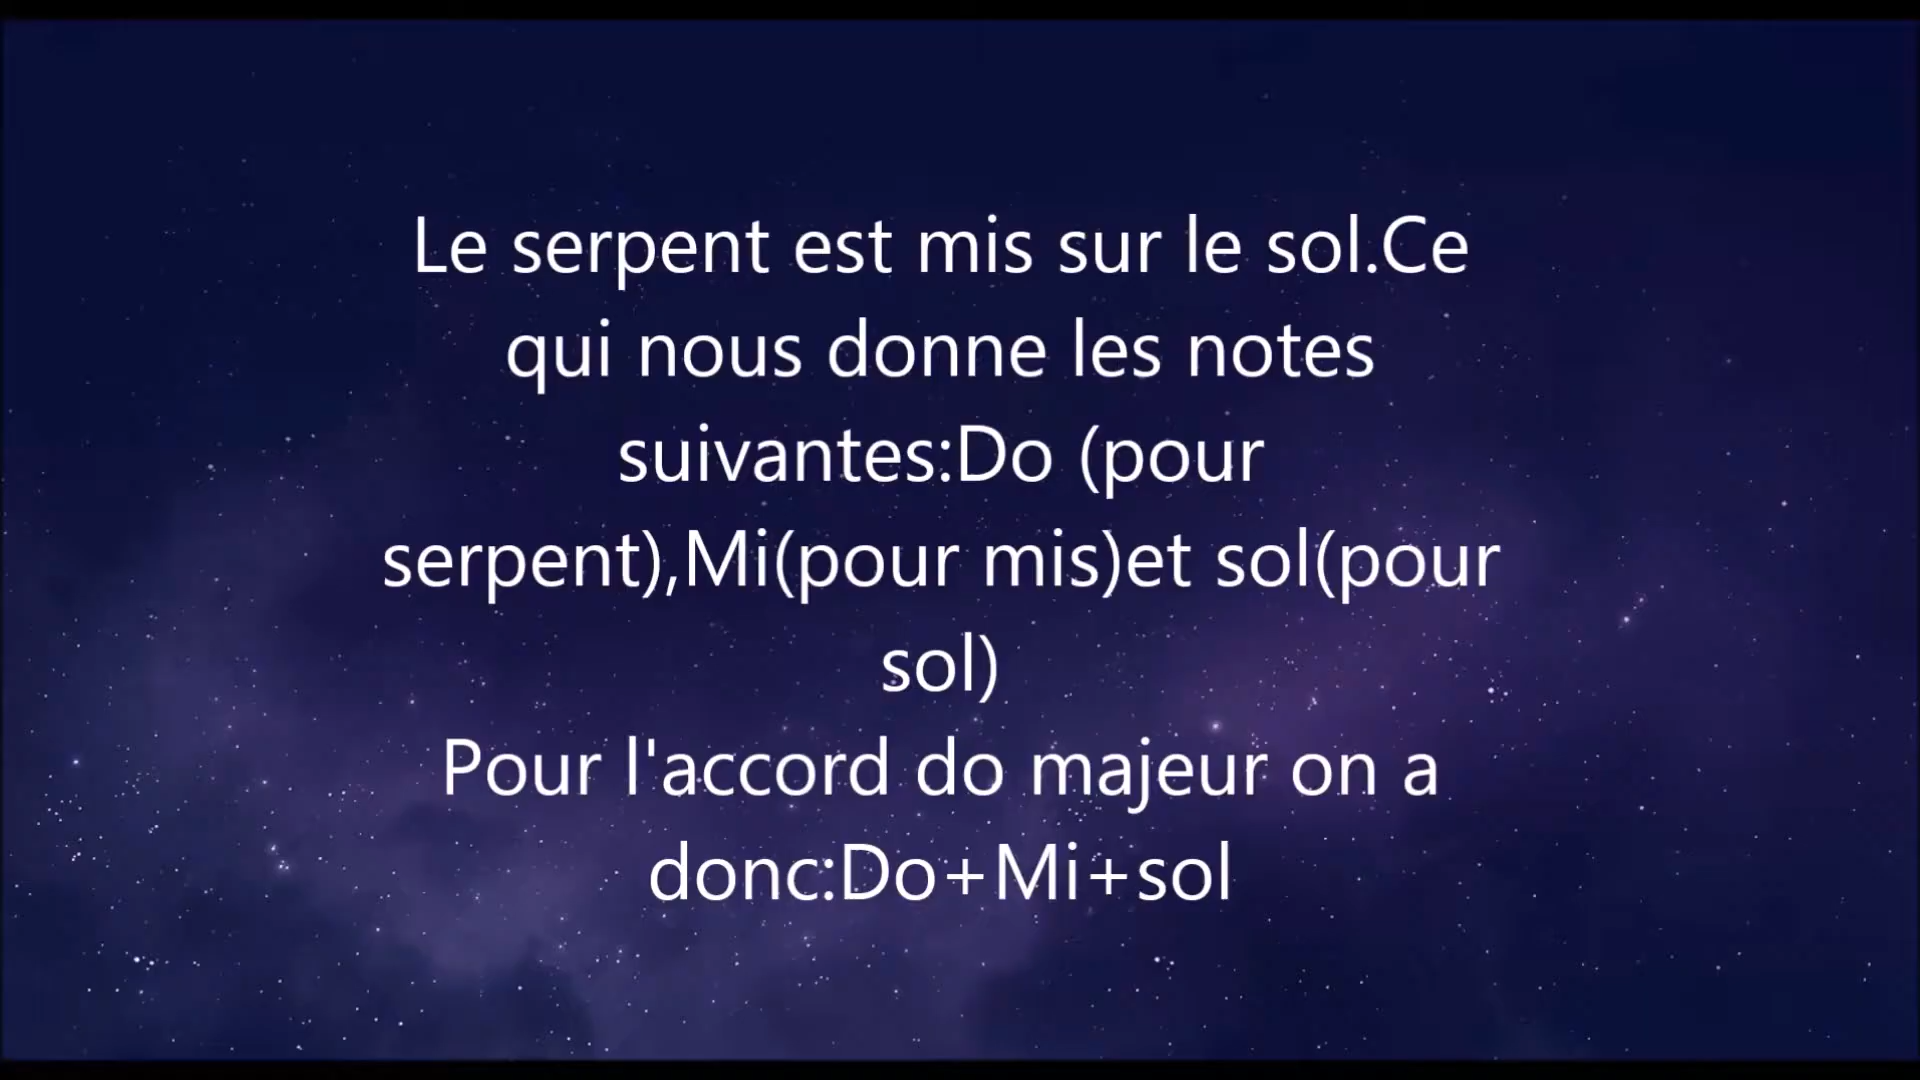 Le serpent est mis sur le sol.Ce
qui nous donne les notes
suivantes:Do (pour
serpent),Mi(pour mis)et sol(pour
sol)
Pour l'accord do majeur on a
donc:Do+Mi+sol